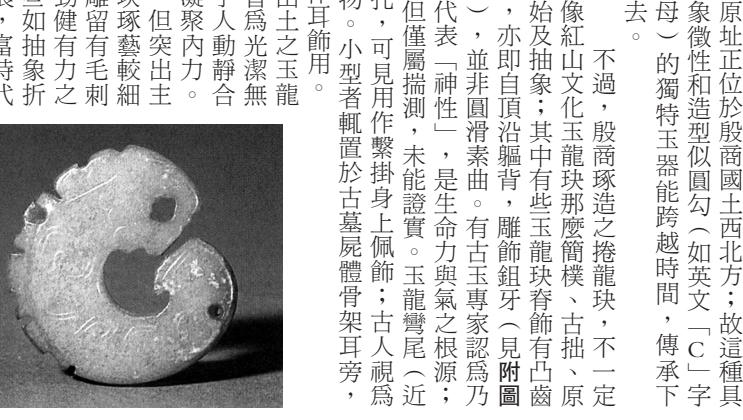 原址正位於殷商國土西北方；故這種具
象徵性和造型似圓勾（如英文「C」字
母）的獨特玉器能跨越時間，傳承下
去。
不過，殷商琢造之捲龍玦，不一定
像紅山文化玉龍玦那麼簡樸、古拙、原
始及抽象；其中有些玉龍玦脊飾有凸齒
，亦即自頂沿軀背，雕飾鉏牙（見附圖
），並非圓滑素曲。有古玉專家認爲乃
代表「神性」，是生命力與氣之根源；
但僅屬揣測，未能證實。玉龍彎尾（近
孔，可見用作繫掛身上佩飾；古人視爲
物。小型者輒置於古墓屍體骨架耳旁，
耳飾用。
出土之玉龍
皆爲光潔無
人動靜合
凝聚內力。
但突出主
玦琢藝較細
雕留有毛刺
勁健有力之
些如抽象折
，富時代